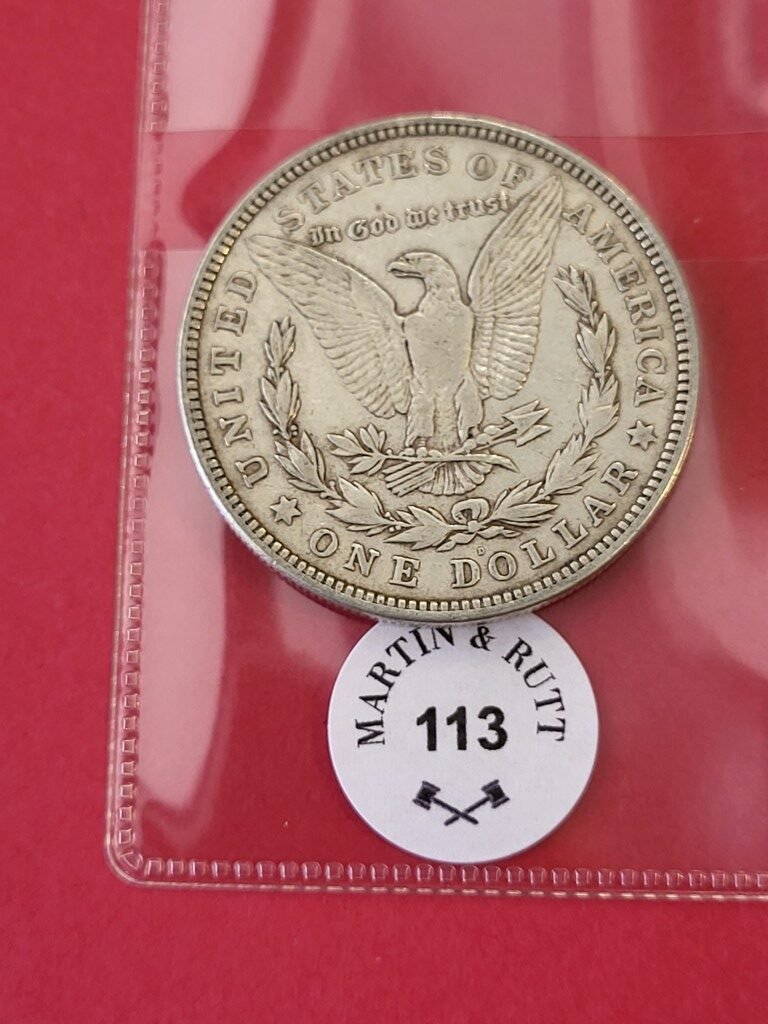 UNITED STATES OF AMERICA
In God we trust
ONE DOLLAR
D
MARTIN & RUTT
113